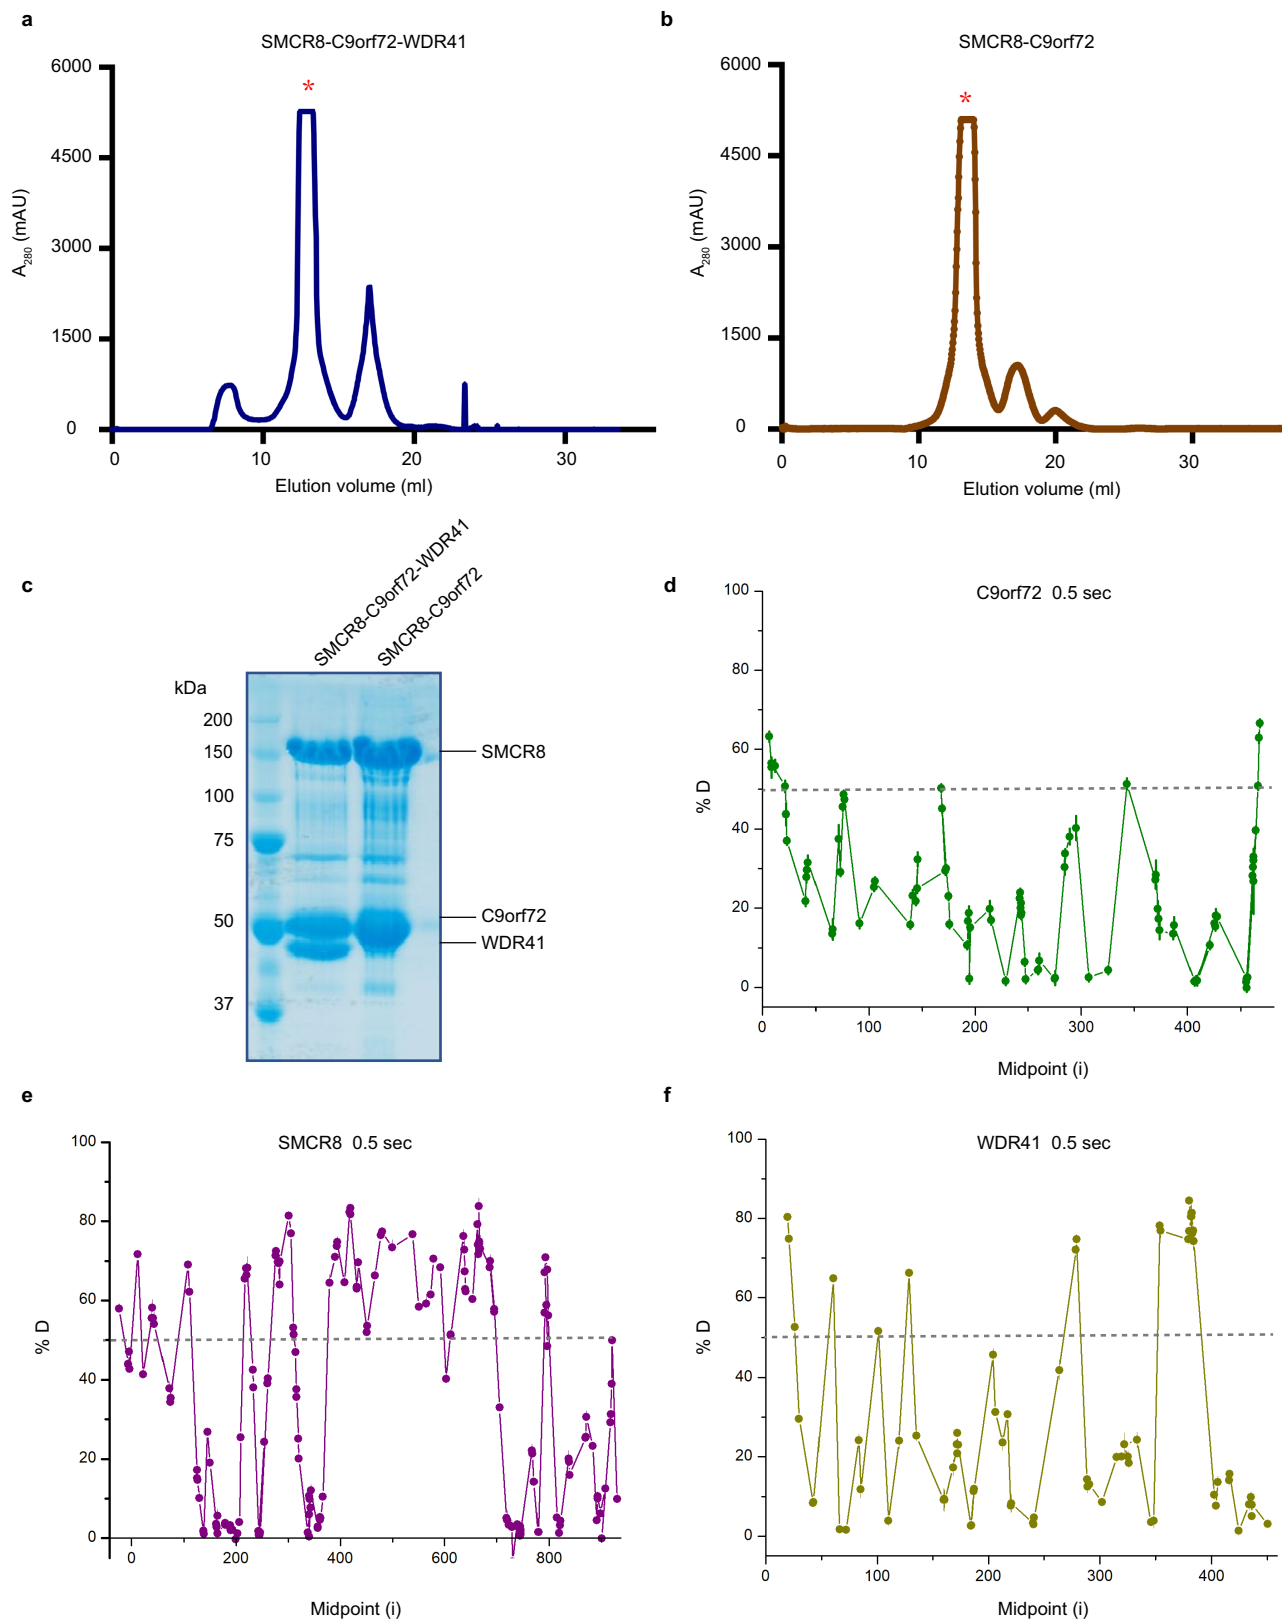 a
SMCR8-C9orf72-WDR41
6000
*
4500
3000
1500
0
A280 (mAU)
0 10 20 30
Elution volume (ml)
b
SMCR8-C9orf72
6000
*
4500
3000
1500
0
A280 (mAU)
0 10 20 30
Elution volume (ml)
c
SMCR8-C9orf72-WDR41
SMCR8-C9orf72
kDa
200
150
100
75
50
37
SMCR8
C9orf72
WDR41
d
C9orf72 0.5 sec
100
80
60
40
20
0
% D
0 100 200 300 400
Midpoint (i)
e
SMCR8 0.5 sec
100
80
60
40
20
0
% D
0 200 400 600 800
Midpoint (i)
f
WDR41 0.5 sec
100
80
60
40
20
0
% D
0 100 200 300 400
Midpoint (i)